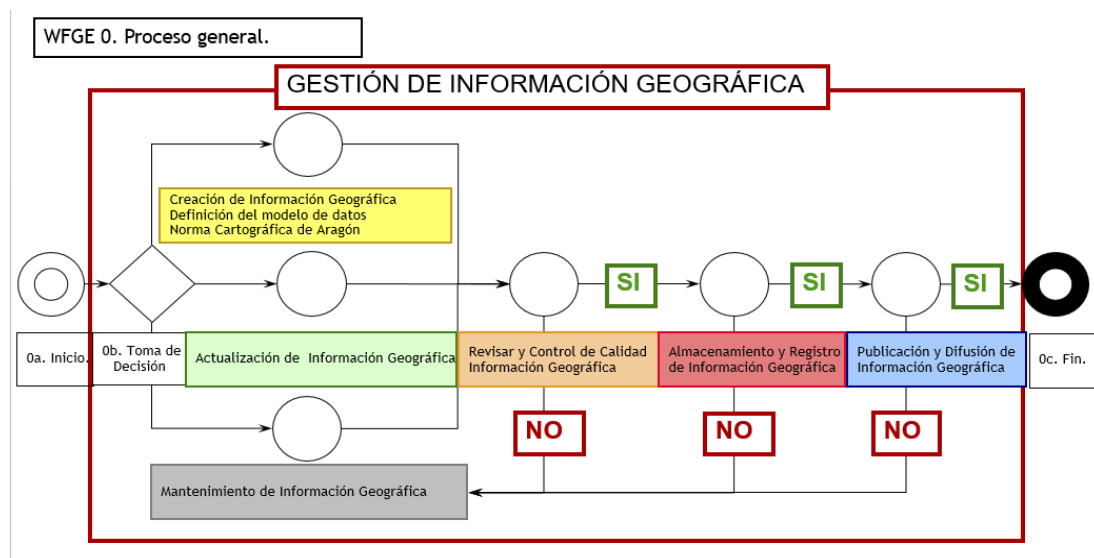 WFGE 0. Proceso general.
GESTIÓN DE INFORMACIÓN GEOGRÁFICA
Creación de Información Geográfica
Definición del modelo de datos
Norma Cartográfica de Aragón
SI
SI
SI
0a. Inicio.
0b. Toma de
Decisión
Actualización de Información Geográfica
Revisar y Control de Calidad
Información Geográfica
Almacenamiento y Registro
de Información Geográfica
Publicación y Difusión de
Información Geográfica
0c. Fin.
NO
NO
NO
Mantenimiento de Información Geográfica